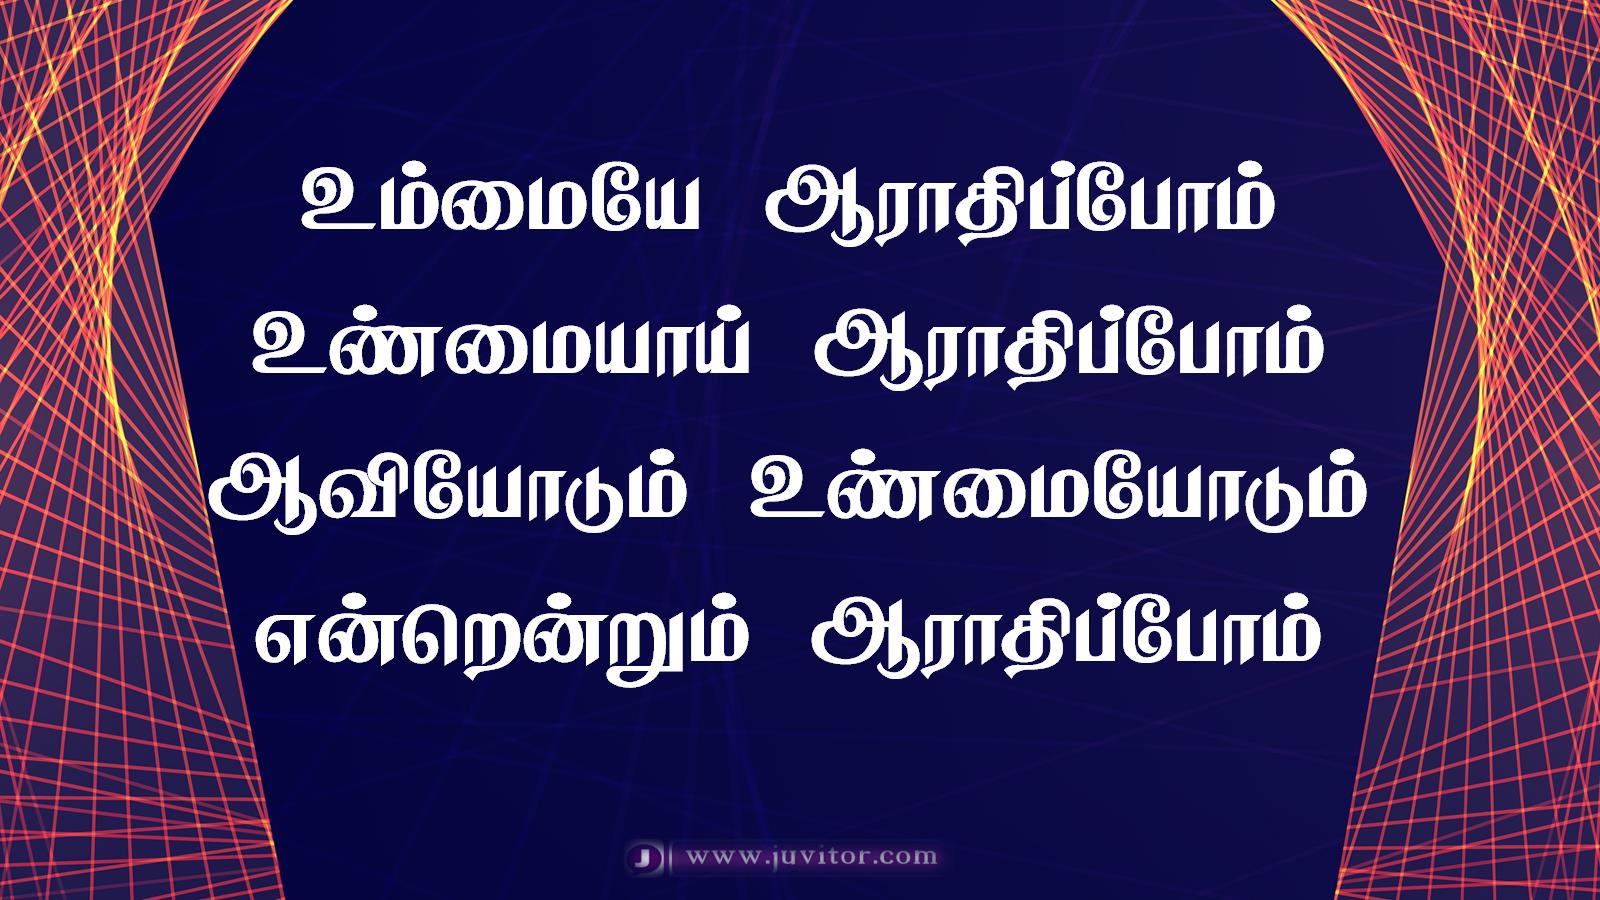 உம்மையே ஆராதிப்போம்
உண்மையாய் ஆராதிப்போம்
ஆவியோடும் உண்மையோடும்
என்றென்றும் ஆராதிப்போம்
J www.juvitor.com